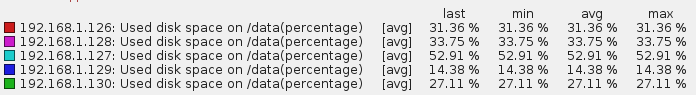 last min avg max
192.168.1.126: Used disk space on /data(percentage) [avg] 31.36 % 31.36 % 31.36 % 31.36 %
192.168.1.128: Used disk space on /data(percentage) [avg] 33.75 % 33.75 % 33.75 % 33.75 %
192.168.1.127: Used disk space on /data(percentage) [avg] 52.91 % 52.91 % 52.91 % 52.91 %
192.168.1.129: Used disk space on /data(percentage) [avg] 14.38 % 14.38 % 14.38 % 14.38 %
192.168.1.130: Used disk space on /data(percentage) [avg] 27.11 % 27.11 % 27.11 % 27.11 %